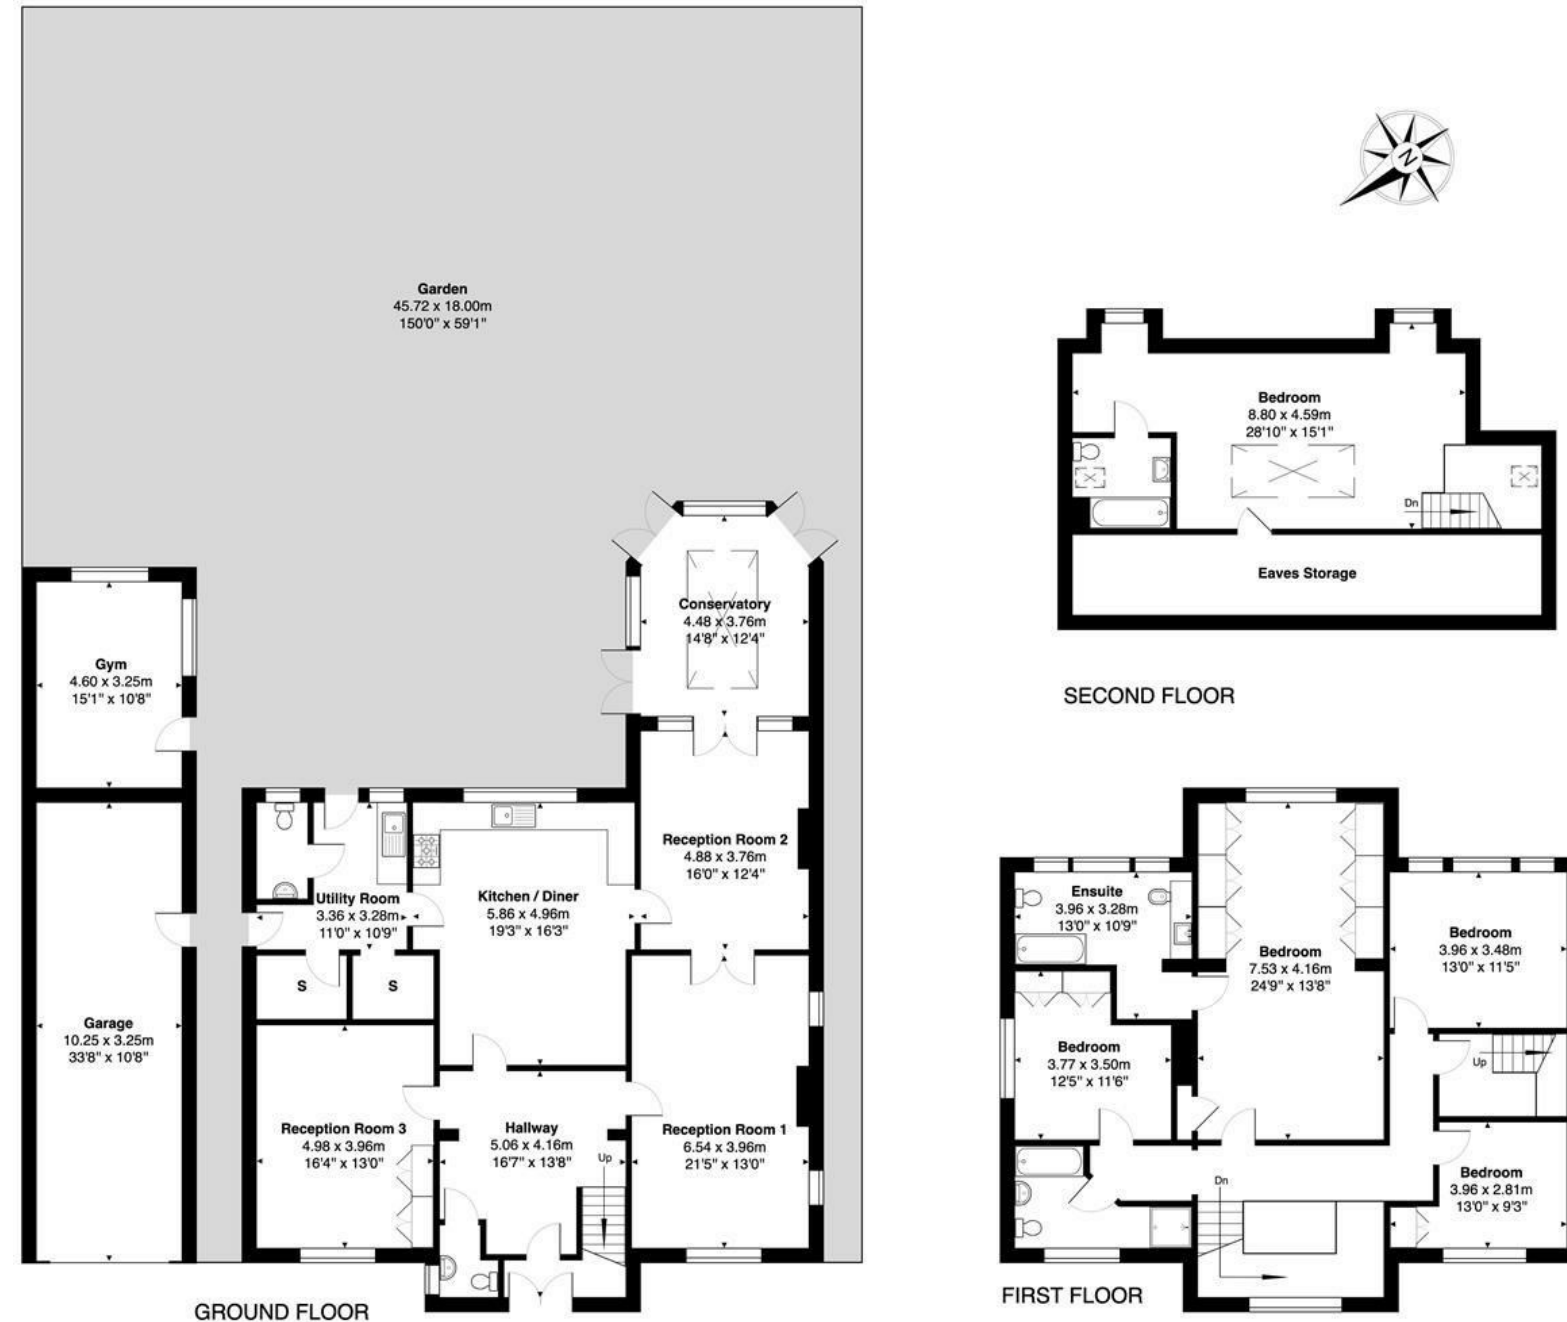 Garden
45.72 x 18.00m
150'0" x 59'1"
N
Bedroom
8.80 x 4.59m
28'10" x 15'1"
Dn
Eaves Storage
SECOND FLOOR
Conservatory
4.48 x 3.76m
14'8" x 12'4"
Gym
4.60 x 3.25m
15'1" x 10'8"
Reception Room 2
4.88 x 3.76m
16'0" x 12'4"
Kitchen / Diner
5.86 x 4.96m
19'3" x 16'3"
Utility Room
3.36 x 3.28m
11'0" x 10'9"
S
S
Garage
10.25 x 3.25m
33'8" x 10'8"
Reception Room 3
4.98 x 3.96m
16'4" x 13'0"
Hallway
5.06 x 4.16m
16'7" x 13'8"
Up
Reception Room 1
6.54 x 3.96m
21'5" x 13'0"
GROUND FLOOR
Ensuite
3.96 x 3.28m
13'0" x 10'9"
Bedroom
7.53 x 4.16m
24'9" x 13'8"
Bedroom
3.96 x 3.48m
13'0" x 11'5"
Bedroom
3.77 x 3.50m
12'5" x 11'6"
Up
Bedroom
3.96 x 2.81m
13'0" x 9'3"
Dn
FIRST FLOOR